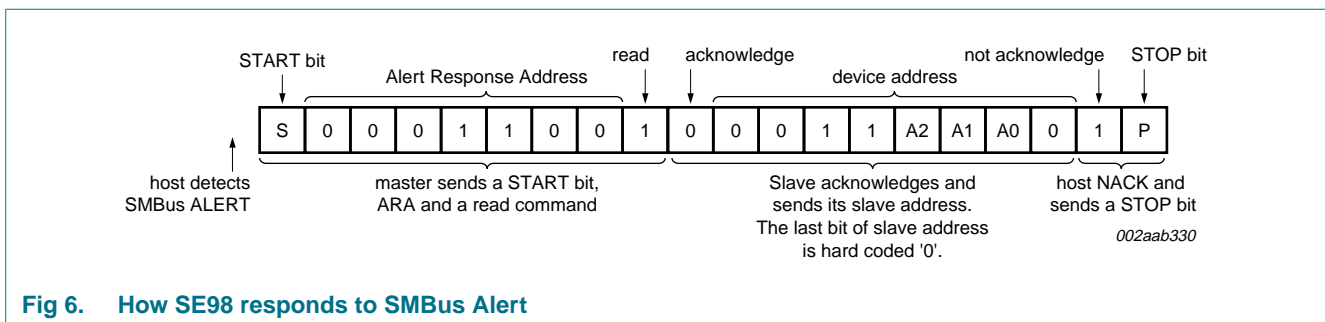 START bit
Alert Response Address
read
acknowledge
device address
not acknowledge
STOP bit
S 0 0 0 1 1 0 0 1 0 0 0 1 1 A2 A1 A0 0 1 P
host detects
SMBus ALERT
master sends a START bit,
ARA and a read command
Slave acknowledges and
sends its slave address.
The last bit of slave address
is hard coded '0'.
host NACK and
sends a STOP bit
002aab330
Fig 6. How SE98 responds to SMBus Alert